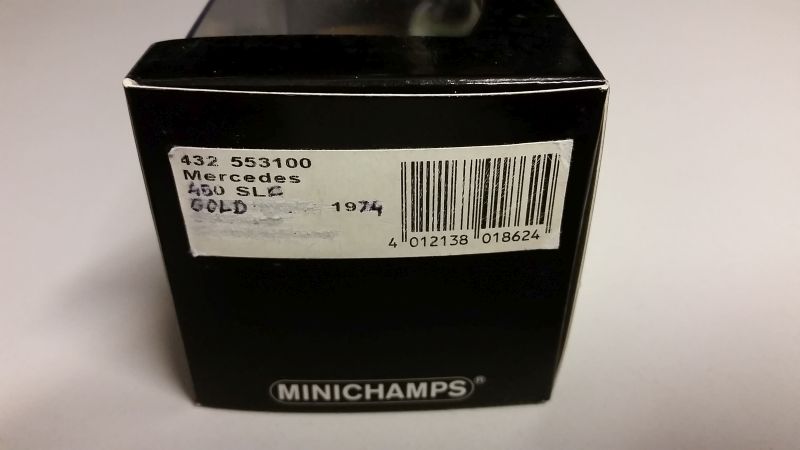 432 553100
Mercedes
450 SLC
GOLD 1974
4 012138 018624
MINICHAMPS®